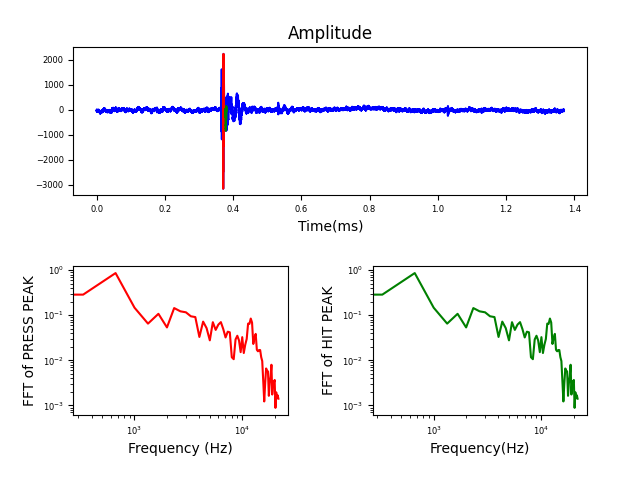 Amplitude
2000
1000
0
−1000
−2000
−3000
0.0 0.2 0.4 0.6 0.8 1.0 1.2 1.4
Time(ms)
FFT of PRESS PEAK
10⁰
10⁻¹
10⁻²
10⁻³
10³ 10⁴
Frequency (Hz)
FFT of HIT PEAK
10⁰
10⁻¹
10⁻²
10⁻³
10³ 10⁴
Frequency(Hz)